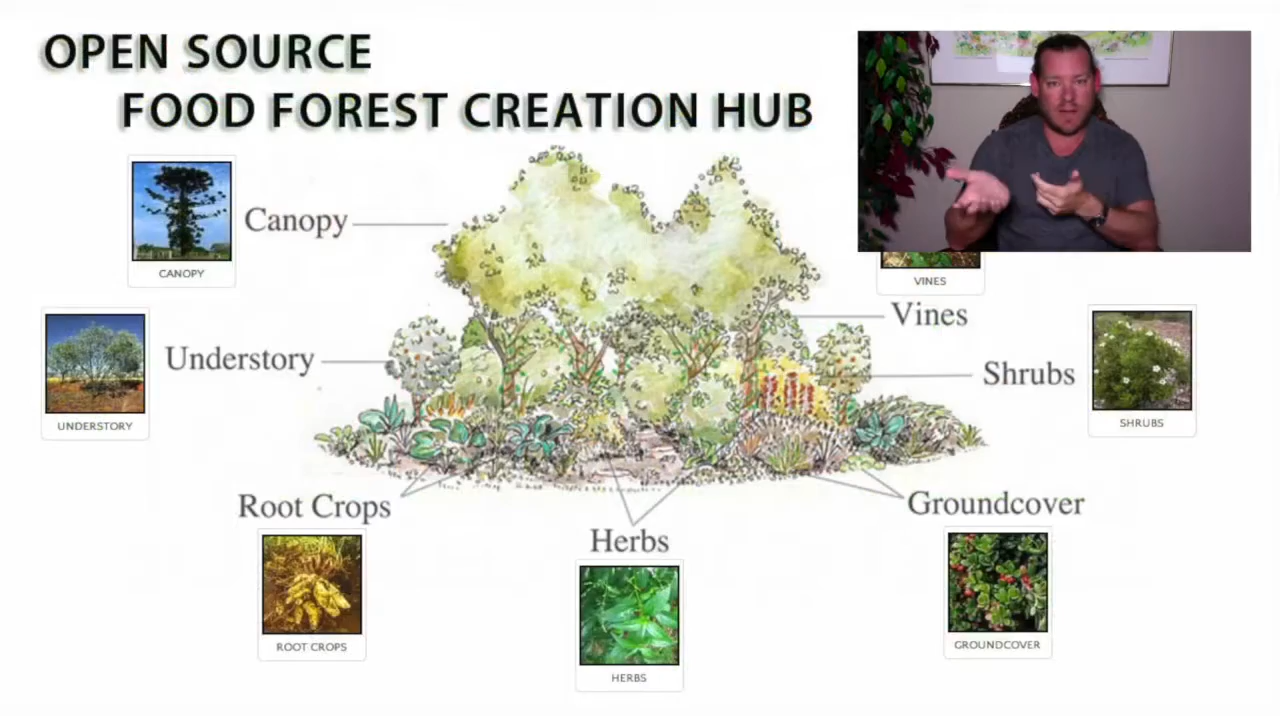 OPEN SOURCE
FOOD FOREST CREATION HUB
Canopy
CANOPY
VINES
Vines
Understory
UNDERSTORY
Shrubs
SHRUBS
Root Crops
ROOT CROPS
Herbs
HERBS
Groundcover
GROUNDCOVER